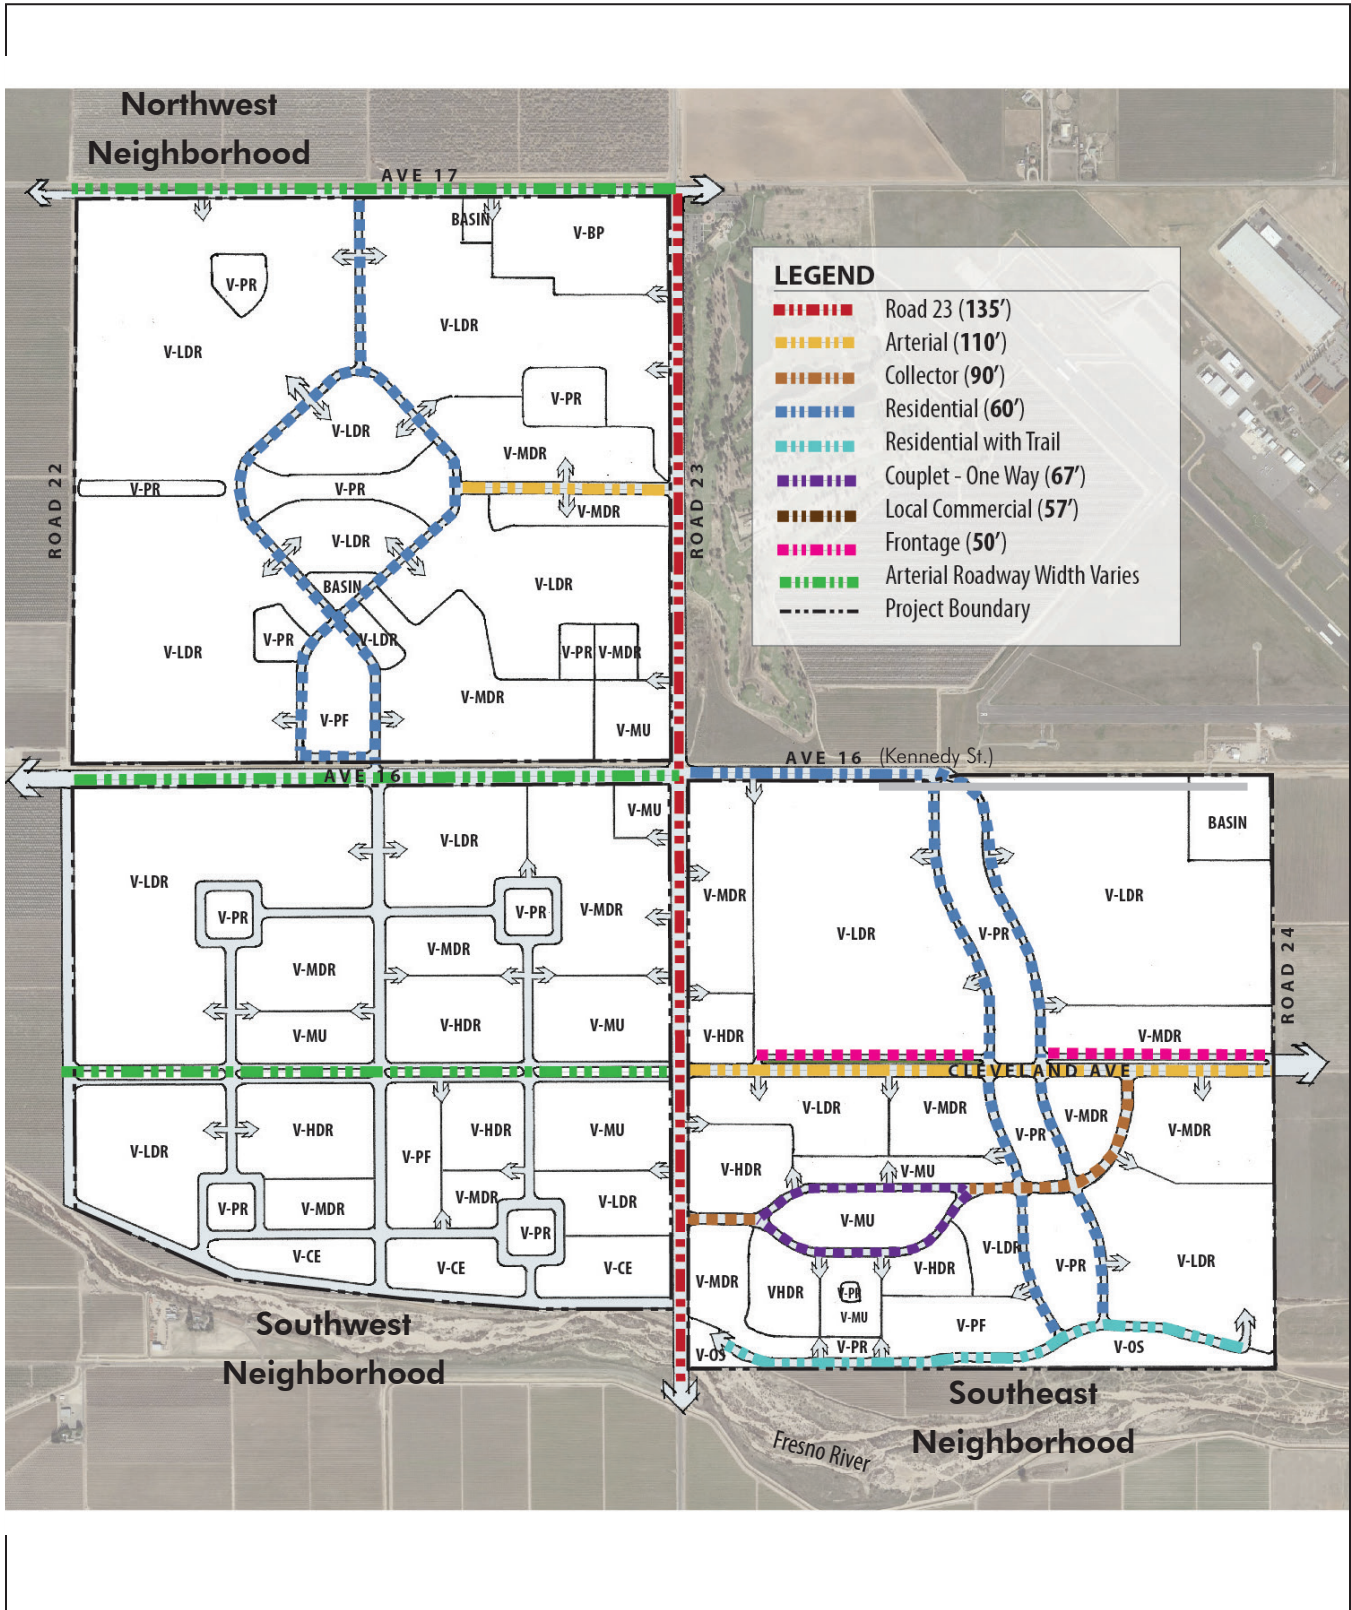 Northwest
Neighborhood
AVE 17
BASIN
V-BP
V-PR
V-LDR
V-LDR
LEGEND
Road 23 (135′)
Arterial (110′)
Collector (90′)
Residential (60′)
Residential with Trail
Couplet - One Way (67′)
Local Commercial (57′)
Frontage (50′)
Arterial Roadway Width Varies
Project Boundary
V-PR
V-LDR
V-MDR
ROAD 22
V-PR
V-PR
V-MDR
ROAD 23
V-LDR
BASIN
V-LDR
V-PR
V-LDR
V-LDR
V-PR
V-MDR
V-MDR
V-PF
V-MU
AVE 16
AVE 16
(Kennedy St.)
V-MU
V-LDR
V-LDR
V-PR
V-PR
V-MDR
V-MDR
V-MDR
V-MU
V-HDR
V-MU
V-MDR
V-LDR
V-PR
V-LDR
BASIN
ROAD 24
V-HDR
V-MDR
CLEVELAND AVE
V-LDR
V-HDR
V-PF
V-HDR
V-MU
V-PR
V-MDR
V-MDR
V-PR
V-LDR
V-CE
V-CE
V-CE
V-LDR
V-MDR
V-PR
V-MDR
V-MDR
V-HDR
V-MU
V-MU
V-LDR
V-PR
V-LDR
V-MDR
VHDR
V-PR
V-MU
V-HDR
V-PF
V-PR
V-OS
V-OS
Southwest
Neighborhood
Southeast
Neighborhood
Fresno River